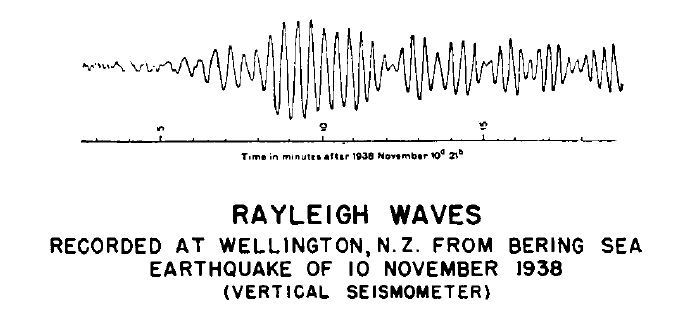 5 10 15
Time in minutes after 1938 November 10d 21h
RAYLEIGH WAVES
RECORDED AT WELLINGTON, N.Z. FROM BERING SEA
EARTHQUAKE OF 10 NOVEMBER 1938
(VERTICAL SEISMOMETER)